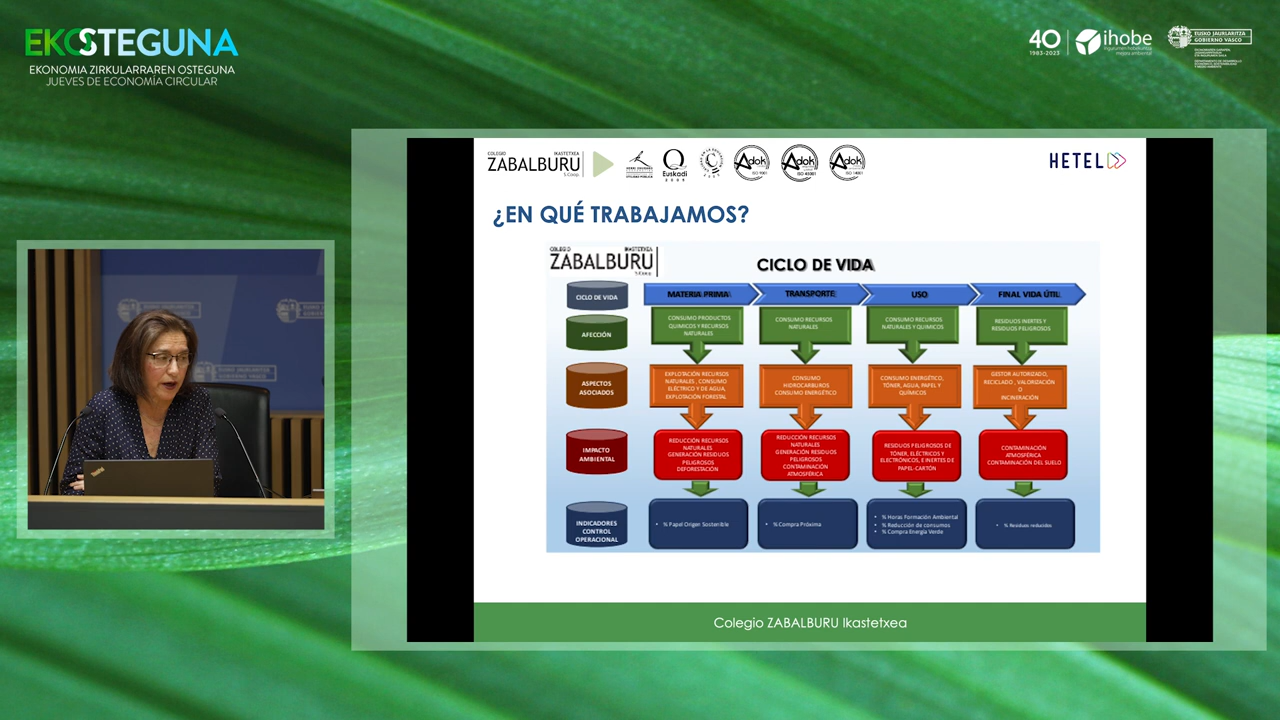 EKOSTEGUNA
EKONOMIA ZIRKULARRAREN OSTEGUNA
JUEVES DE ECONOMÍA CIRCULAR
40
1983-2023
ihobe
EUSKO JAURLARITZA
GOBIERNO VASCO
COLEGIO IKASTETXEA
ZABALBURU
S.Coop.
Euskadi
2009
Adok
ISO 9001
Adok
ISO 45001
Adok
ISO 14001
HETEL
¿EN QUÉ TRABAJAMOS?
COLEGIO IKASTETXEA
ZABALBURU
S.Coop.
CICLO DE VIDA
CICLO DE VIDA
MATERIA PRIMA
TRANSPORTE
USO
FINAL VIDA ÚTIL
AFECCIÓN
CONSUMO PRODUCTOS
QUIMICOS Y RECURSOS
NATURALES
CONSUMO RECURSOS
NATURALES
CONSUMO RECURSOS
NATURALES Y QUIMICOS
RESIDUOS INERTES Y
RESIDUOS PELIGROSOS
ASPECTOS
ASOCIADOS
EXPLOTACIÓN RECURSOS
NATURALES , CONSUMO
ELÉCTRICO Y DE AGUA,
EXPLOTACIÓN FORESTAL
CONSUMO
HIDROCARBUROS
CONSUMO ENERGÉTICO
CONSUMO ENERGÉTICO,
TÓNER, AGUA, PAPEL Y
QUÍMICOS
GESTOR AUTORIZADO,
RECICLADO , VALORIZACIÓN
O
INCINERACIÓN
IMPACTO
AMBIENTAL
REDUCCIÓN RECURSOS
NATURALES
GENERACIÓN RESIDUOS
PELIGROSOS
DEFORESTACIÓN
REDUCCIÓN RECURSOS
NATURALES
GENERACIÓN RESIDUOS
PELIGROSOS
CONTAMINACIÓN
ATMOSFÉRICA
RESIDUOS PELIGROSOS DE
TÓNER, ELÉCTRICOS Y
ELECTRÓNICOS, E INERTES DE
PAPEL-CARTÓN
CONTAMINACIÓN
ATMOSFÉRICA
CONTAMINACIÓN DEL SUELO
INDICADORES
CONTROL
OPERACIONAL
• % Papel Origen Sostenible
• % Compra Próxima
• % Horas Formación Ambiental
• % Reducción de consumos
• % Compra Energía Verde
• % Residuos reducidos
Colegio ZABALBURU Ikastetxea